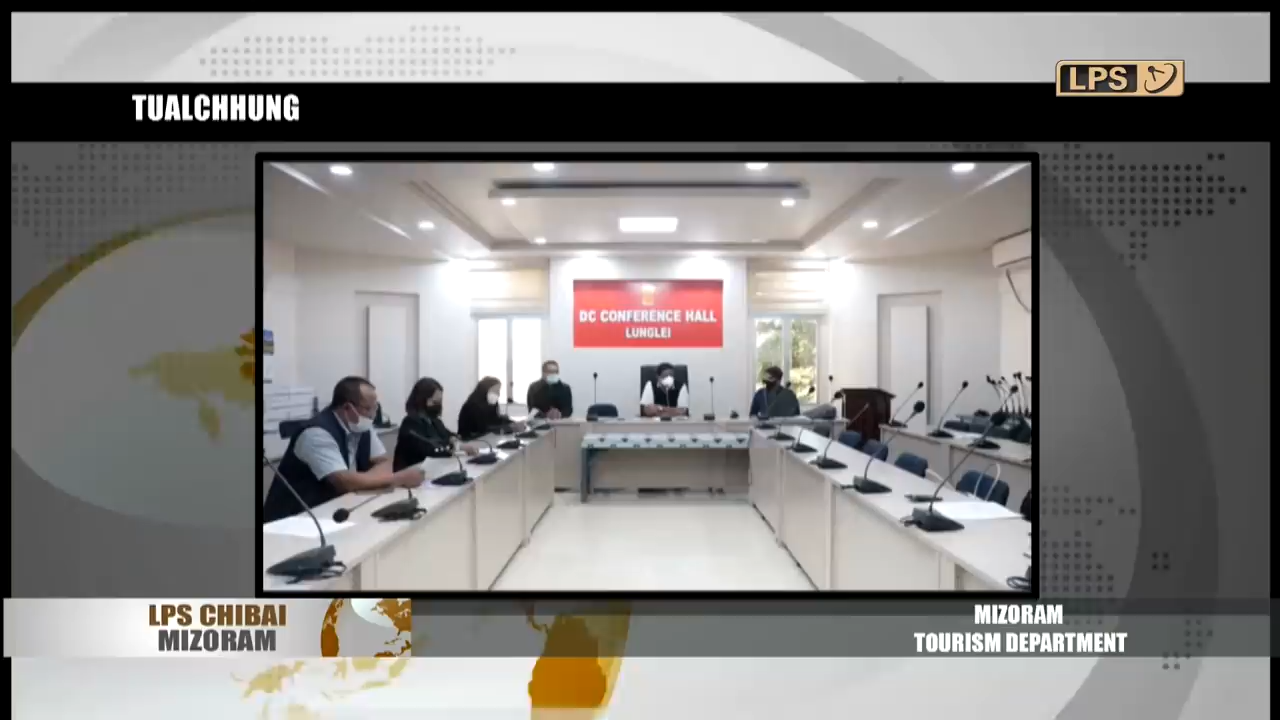 LPS
TUALCHHUNG
DC CONFERENCE HALL
LUNGLEI
LPS CHIBAI
MIZORAM
MIZORAM
TOURISM DEPARTMENT